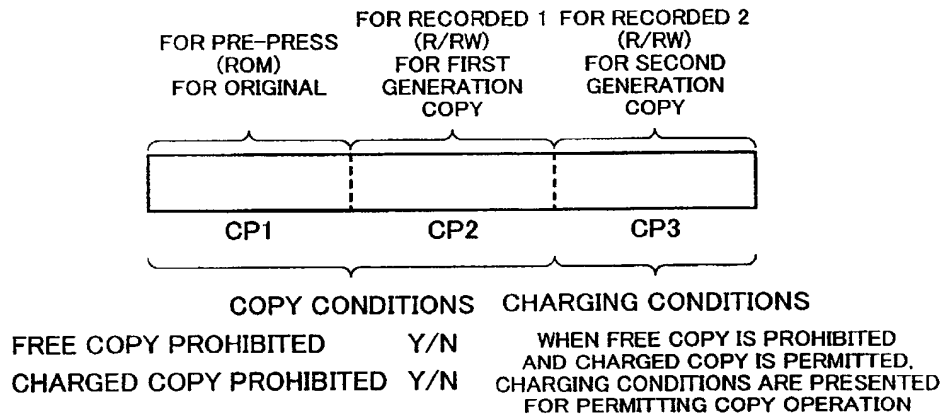 FOR PRE-PRESS
(ROM)
FOR ORIGINAL
FOR RECORDED 1
(R/RW)
FOR FIRST
GENERATION
COPY
FOR RECORDED 2
(R/RW)
FOR SECOND
GENERATION
COPY
CP1
CP2
CP3
COPY CONDITIONS
FREE COPY PROHIBITED Y/N
CHARGED COPY PROHIBITED Y/N
CHARGING CONDITIONS
WHEN FREE COPY IS PROHIBITED
AND CHARGED COPY IS PERMITTED,
CHARGING CONDITIONS ARE PRESENTED
FOR PERMITTING COPY OPERATION